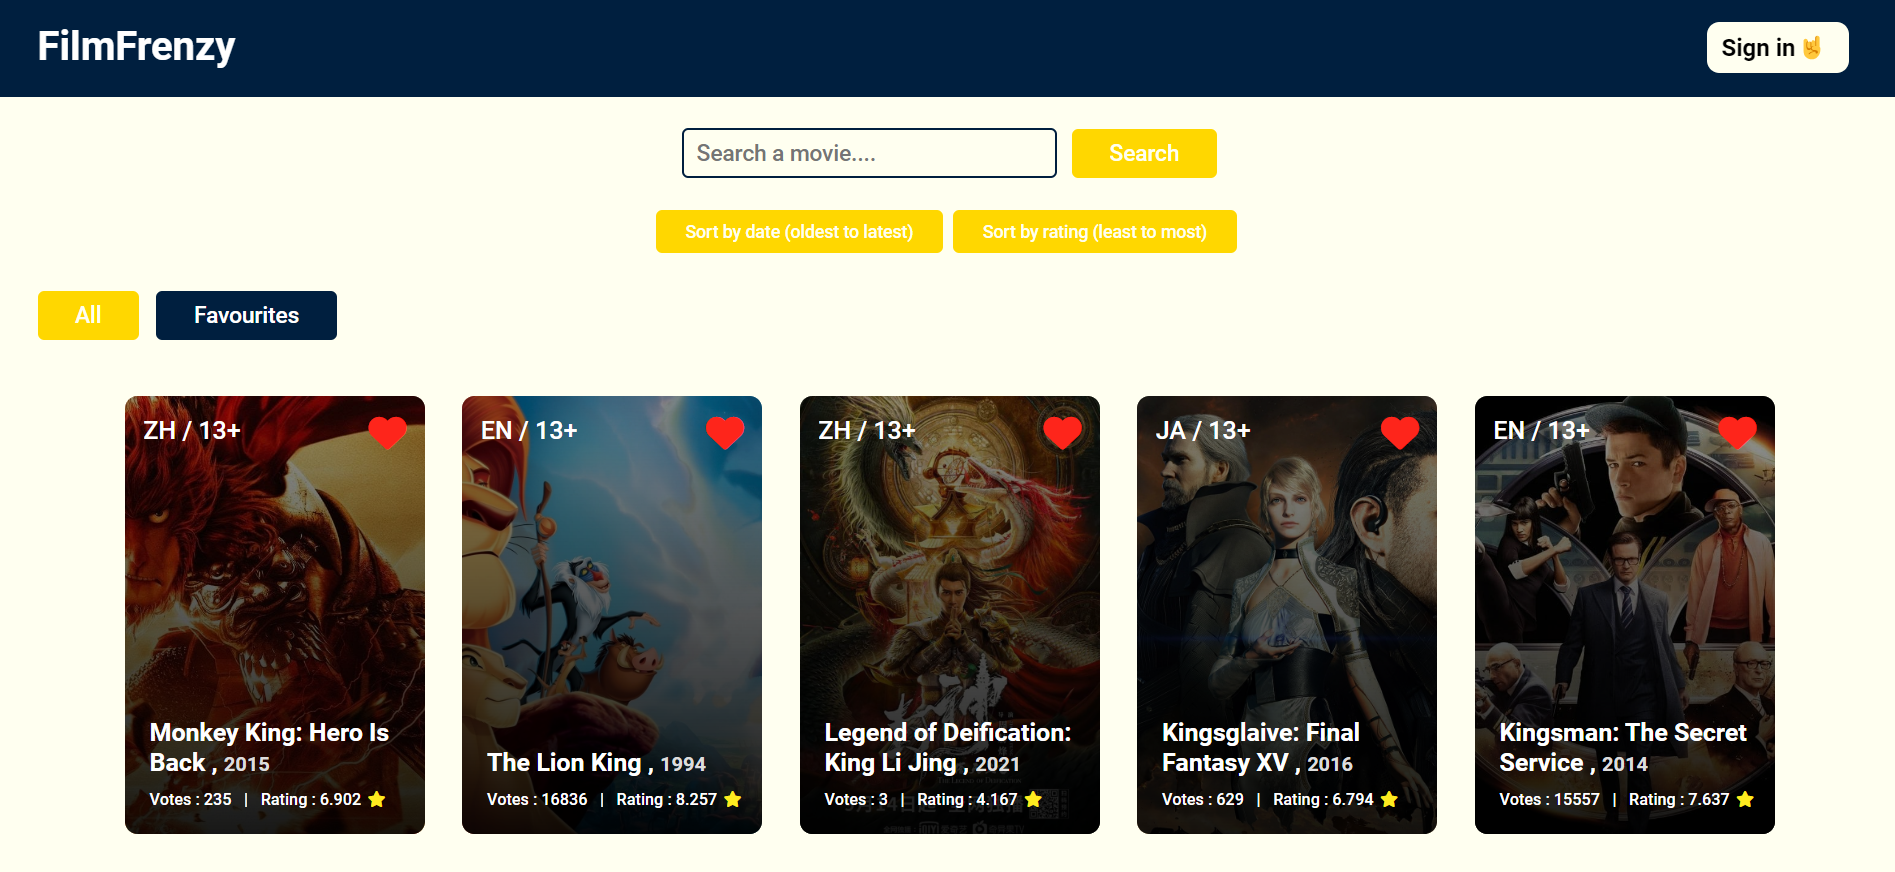 FilmFrenzy
Sign in 🤘
Search a movie....
Search
Sort by date (oldest to latest)
Sort by rating (least to most)
All
Favourites
ZH / 13+
Monkey King: Hero Is
Back , 2015
Votes : 235 | Rating : 6.902
EN / 13+
The Lion King , 1994
Votes : 16836 | Rating : 8.257
ZH / 13+
Legend of Deification:
King Li Jing , 2021
Votes : 3 | Rating : 4.167
JA / 13+
Kingsglaive: Final
Fantasy XV , 2016
Votes : 629 | Rating : 6.794
EN / 13+
Kingsman: The Secret
Service , 2014
Votes : 15557 | Rating : 7.637